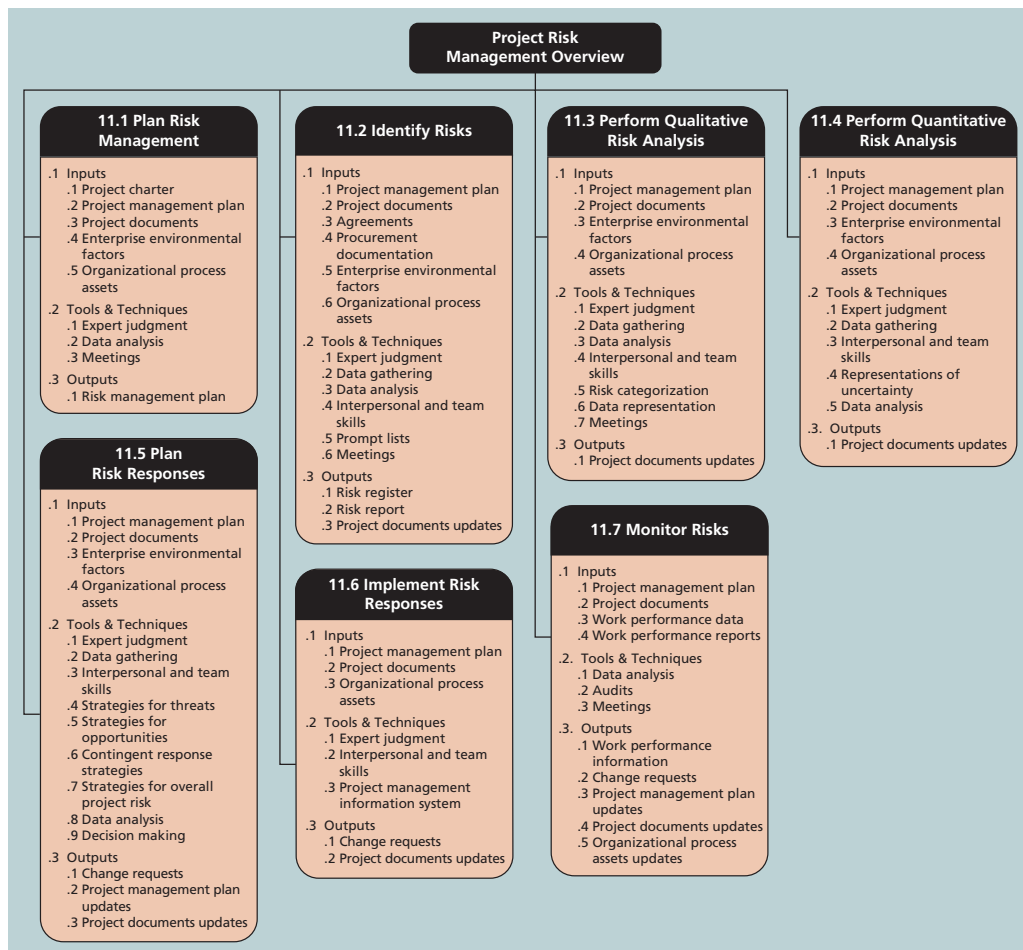 Project Risk
Management Overview
11.1 Plan Risk
Management
.1 Inputs
.1 Project charter
.2 Project management plan
.3 Project documents
.4 Enterprise environmental
factors
.5 Organizational process
assets
.2 Tools & Techniques
.1 Expert judgment
.2 Data analysis
.3 Meetings
.3 Outputs
.1 Risk management plan
11.2 Identify Risks
.1 Inputs
.1 Project management plan
.2 Project documents
.3 Agreements
.4 Procurement
documentation
.5 Enterprise environmental
factors
.6 Organizational process
assets
.2 Tools & Techniques
.1 Expert judgment
.2 Data gathering
.3 Data analysis
.4 Interpersonal and team
skills
.5 Prompt lists
.6 Meetings
.3 Outputs
.1 Risk register
.2 Risk report
.3 Project documents updates
11.3 Perform Qualitative
Risk Analysis
.1 Inputs
.1 Project management plan
.2 Project documents
.3 Enterprise environmental
factors
.4 Organizational process
assets
.2 Tools & Techniques
.1 Expert judgment
.2 Data gathering
.3 Data analysis
.4 Interpersonal and team
skills
.5 Risk categorization
.6 Data representation
.7 Meetings
.3 Outputs
.1 Project documents updates
11.4 Perform Quantitative
Risk Analysis
.1 Inputs
.1 Project management plan
.2 Project documents
.3 Enterprise environmental
factors
.4 Organizational process
assets
.2 Tools & Techniques
.1 Expert judgment
.2 Data gathering
.3 Interpersonal and team
skills
.4 Representations of
uncertainty
.5 Data analysis
.3. Outputs
.1 Project documents updates
11.5 Plan
Risk Responses
.1 Inputs
.1 Project management plan
.2 Project documents
.3 Enterprise environmental
factors
.4 Organizational process
assets
.2 Tools & Techniques
.1 Expert judgment
.2 Data gathering
.3 Interpersonal and team
skills
.4 Strategies for threats
.5 Strategies for
opportunities
.6 Contingent response
strategies
.7 Strategies for overall
project risk
.8 Data analysis
.9 Decision making
.3 Outputs
.1 Change requests
.2 Project management plan
updates
.3 Project documents updates
11.6 Implement Risk
Responses
.1 Inputs
.1 Project management plan
.2 Project documents
.3 Organizational process
assets
.2 Tools & Techniques
.1 Expert judgment
.2 Interpersonal and team
skills
.3 Project management
information system
.3 Outputs
.1 Change requests
.2 Project documents updates
11.7 Monitor Risks
.1 Inputs
.1 Project management plan
.2 Project documents
.3 Work performance data
.4 Work performance reports
.2. Tools & Techniques
.1 Data analysis
.2 Audits
.3 Meetings
.3. Outputs
.1 Work performance
information
.2 Change requests
.3 Project management plan
updates
.4 Project documents updates
.5 Organizational process
assets updates